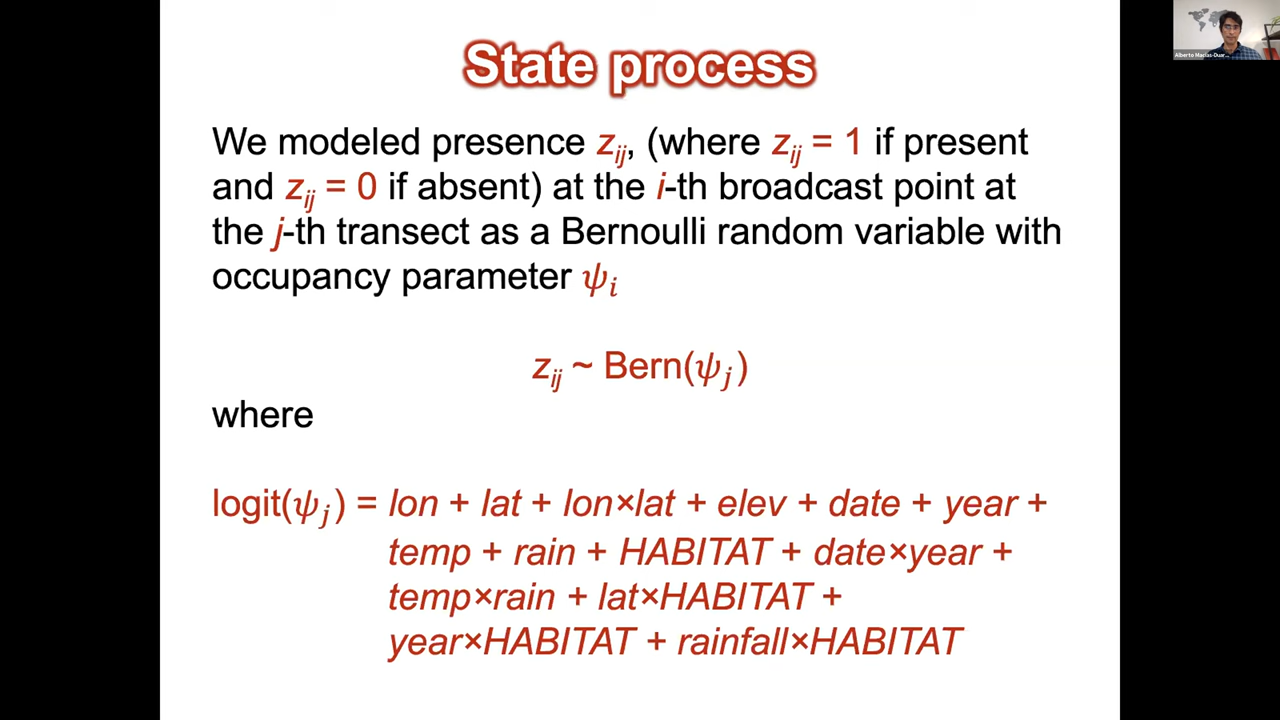 State process
We modeled presence zij, (where zij = 1 if present
and zij = 0 if absent) at the i-th broadcast point at
the j-th transect as a Bernoulli random variable with
occupancy parameter ψi
zij ~ Bern(ψj)
where
logit(ψj) = lon + lat + lon×lat + elev + date + year +
temp + rain + HABITAT + date×year +
temp×rain + lat×HABITAT +
year×HABITAT + rainfall×HABITAT
Alberto Macias-Duar...